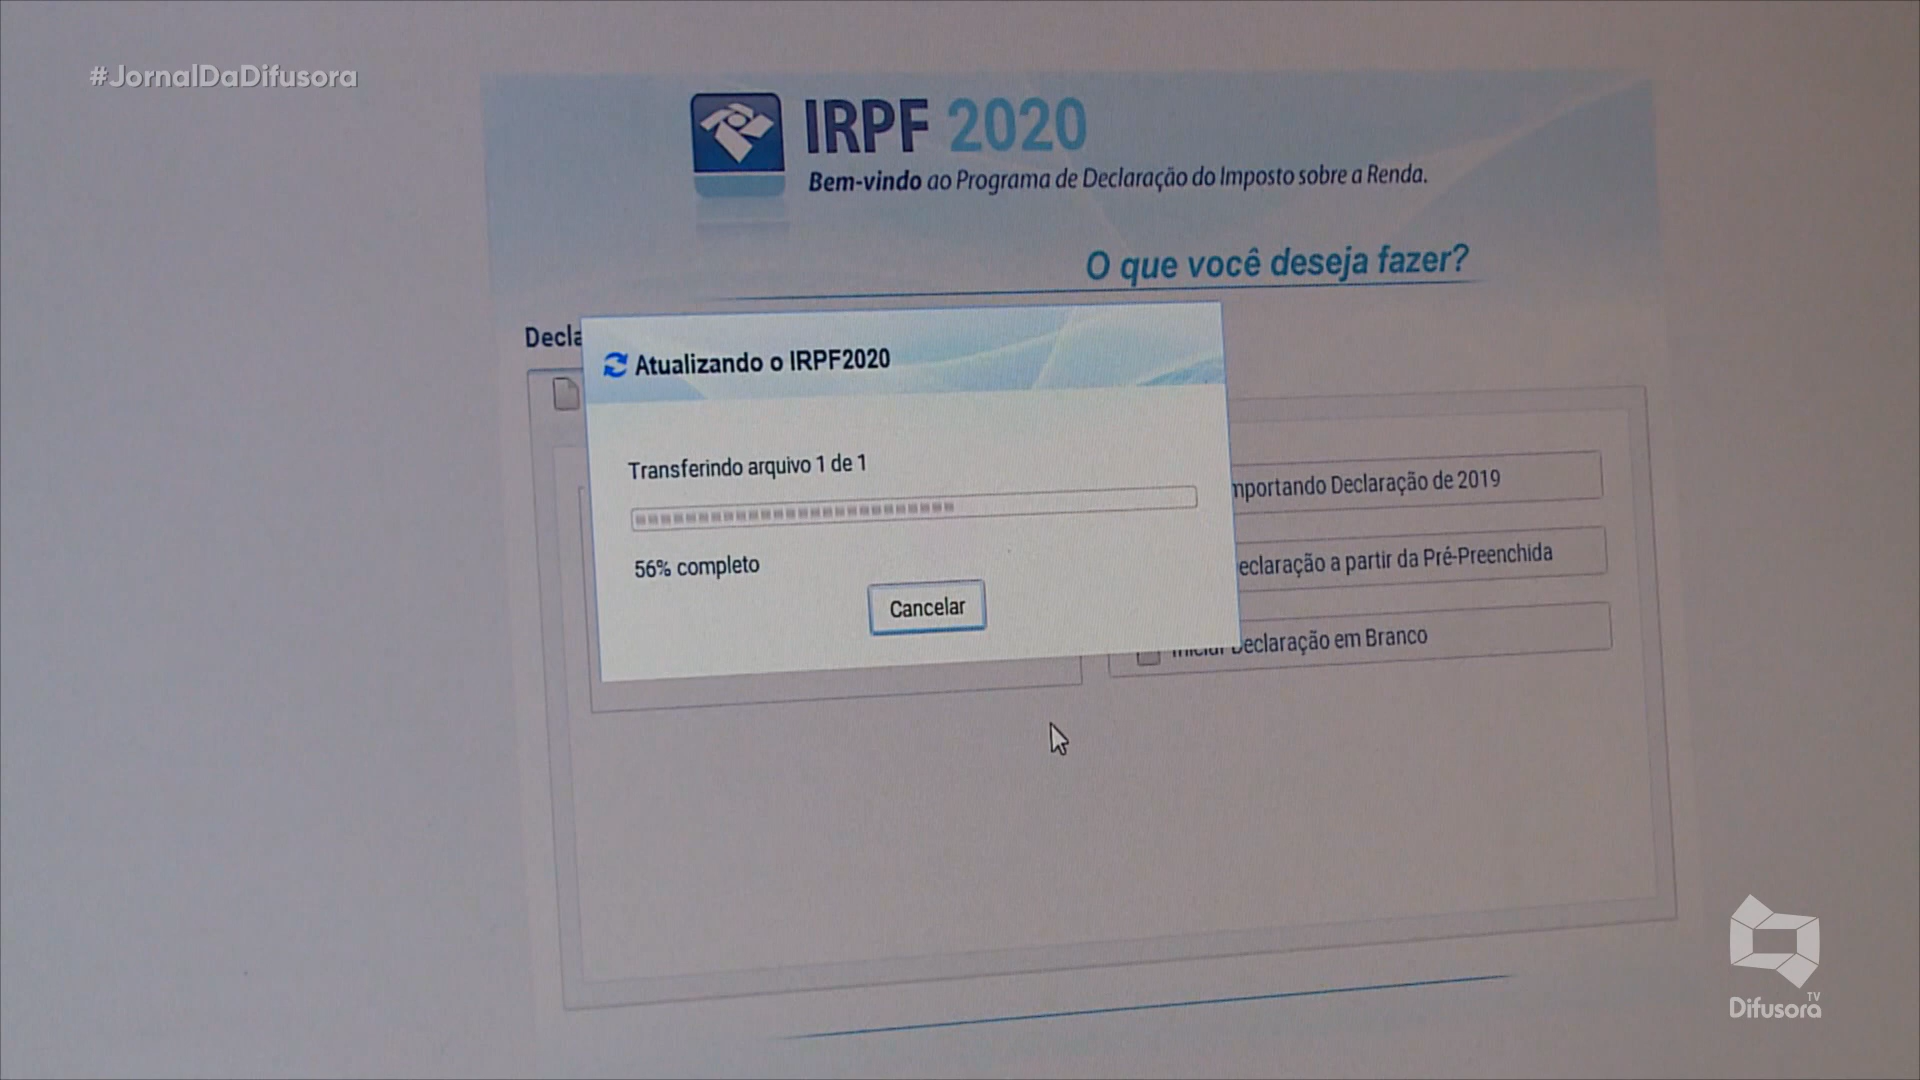 #JornalDaDifusora
IRPF 2020
Bem-vindo ao Programa de Declaração do Imposto sobre a Renda.
O que você deseja fazer?
Atualizando o IRPF2020
Transferindo arquivo 1 de 1
mportando Declaração de 2019
56% completo
eclaração a partir da Pré-Preenchida
Cancelar
Iniciar Declaração em Branco
TV
Difusora